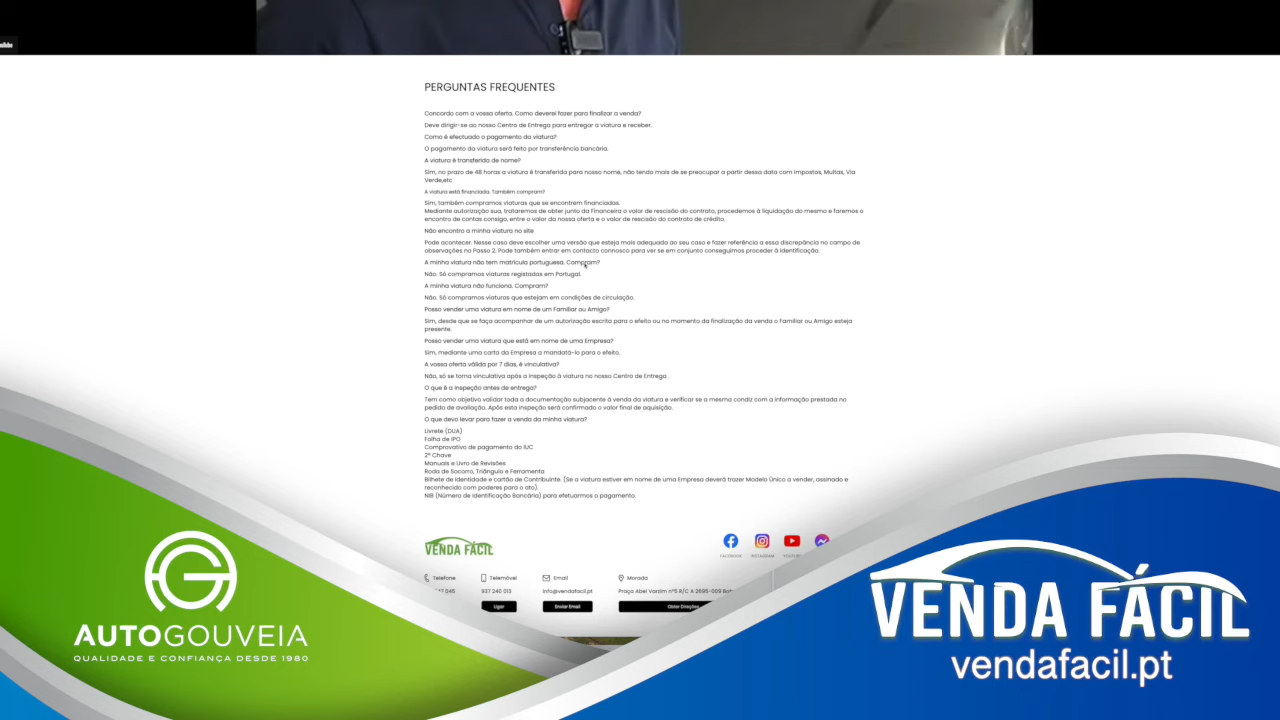 PERGUNTAS FREQUENTES
Concordo com a vossa oferta. Como deverei fazer para finalizar a venda?
Deve dirigir-se ao nosso Centro de Entrega para entregar a viatura e receber.
Como é efectuado o pagamento da viatura?
O pagamento da viatura será feito por transferência bancária.
A viatura é transferida de nome?
Sim, no prazo de 48 horas a viatura é transferida para nosso nome, não tendo mais de se preocupar a partir dessa data com Impostos, Multas, Via
Verde,etc
A viatura está financiada. Também compram?
Sim, também compramos viaturas que se encontrem financiadas.
Mediante autorização sua, trataremos de obter junto da Financeira o valor de rescisão do contrato, procedemos à liquidação do mesmo e faremos o
encontro de contas consigo, entre o valor da nossa oferta e o valor de rescisão do contrato de crédito.
Não encontro a minha viatura no site
Pode acontecer. Nesse caso deve escolher uma versão que esteja mais adequada ao seu caso e fazer referência a essa discrepância no campo de
observações no Passo 2. Pode também entrar em contacto connosco para ver se em conjunto conseguimos proceder à identificação.
A minha viatura não tem matrícula portuguesa. Compram?
Não. Só compramos viaturas registadas em Portugal.
A minha viatura não funciona. Compram?
Não. Só compramos viaturas que estejam em condições de circulação.
Posso vender uma viatura em nome de um Familiar ou Amigo?
Sim, desde que se faça acompanhar de um autorização escrita para o efeito ou no momento da finalização da venda o Familiar ou Amigo esteja
presente.
Posso vender uma viatura que está em nome de uma Empresa?
Sim, mediante uma carta da Empresa a mandatá-lo para o efeito.
A vossa oferta válida por 7 dias, é vinculativa?
Não, só se torna vinculativa após a inspeção à viatura no nosso Centro de Entrega .
O que é a inspeção antes de entrega?
Tem como objetivo validar toda a documentação subjacente à venda da viatura e verificar se a mesma condiz com a informação prestada no
pedido de avaliação. Após esta inspeção será confirmado o valor final de aquisição.
O que devo levar para fazer a venda da minha viatura?
Livrete (DUA)
Folha de IPO
Comprovativo de pagamento do IUC
2ª Chave
Manuais e Livro de Revisões
Roda de Socorro, Triângulo e Ferramenta
Bilhete de Identidade e cartão de Contribuinte. (Se a viatura estiver em nome de uma Empresa deverá trazer Modelo Único a vender, assinado e
reconhecido com poderes para o ato).
NIB (Número de Identificação Bancária) para efetuarmos o pagamento.
VENDA FÁCIL
FACEBOOK INSTAGRAM
Telefone Telemóvel Email Morada
045 937 240 013 info@vendafacil.pt Praça Abel Varzim nº5 R/C A 2695-009
Ligar Enviar Email Obter Direções
AUTOGOUVEIA
QUALIDADE E CONFIANÇA DESDE 1980
VENDA FÁCIL
vendafacil.pt